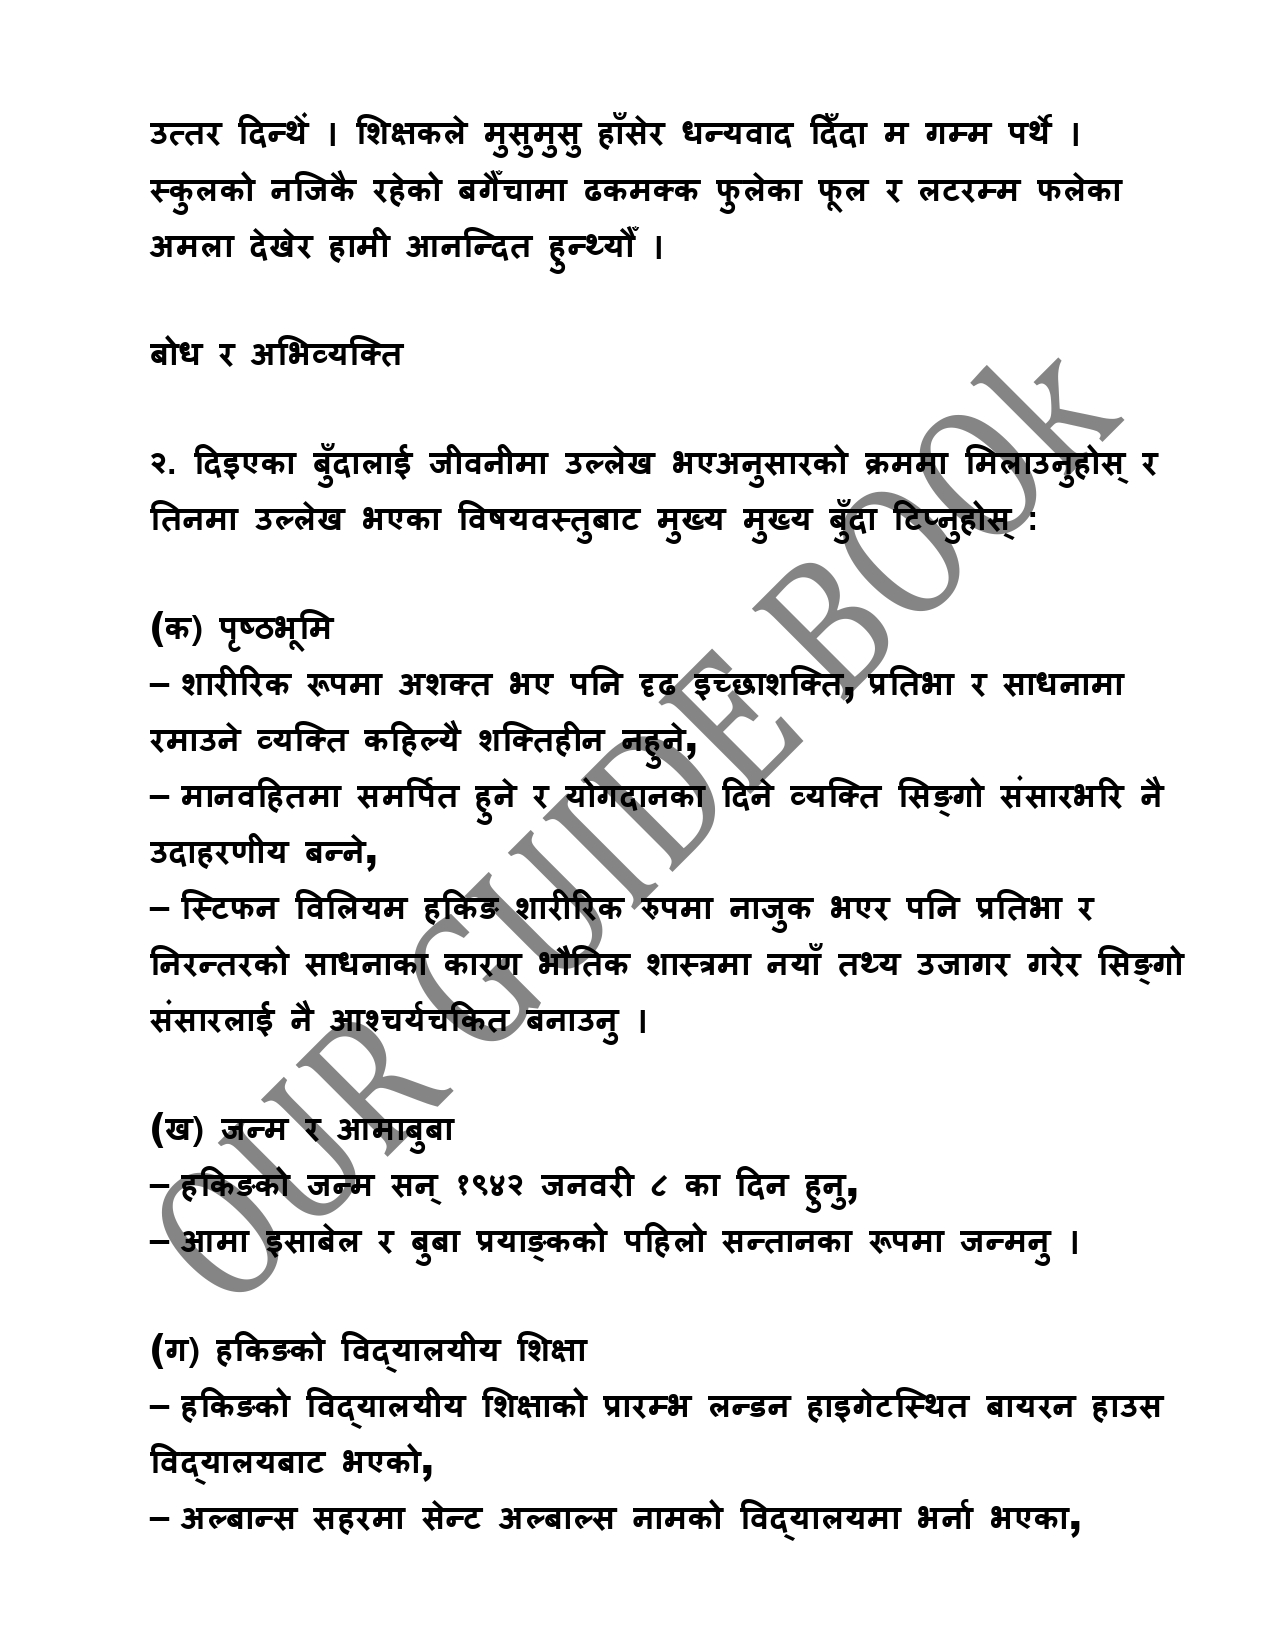 उत्तर दिन्थें । शिक्षकले मुसुमुसु हाँसेर धन्यवाद दिँदा म गम्म पर्थे ।
स्कुलको नजिकै रहेको बगैँचामा ढकमक्क फुलेका फूल र लटरम्म फलेका
अमला देखेर हामी आनन्दित हुन्थ्यौँ ।
बोध र अभिव्यक्ति
२. दिइएका बुँदालाई जीवनीमा उल्लेख भएअनुसारको क्रममा मिलाउनुहोस् र
तिनमा उल्लेख भएका विषयवस्तुबाट मुख्य मुख्य बुँदा टिप्नुहोस् :
(क) पृष्ठभूमि
– शारीरिक रूपमा अशक्त भए पनि दृढ इच्छाशक्ति, प्रतिभा र साधनामा
रमाउने व्यक्ति कहिल्यै शक्तिहीन नहुने,
– मानवहितमा समर्पित हुने र योगदानका दिने व्यक्ति सिङ्गो संसारभरि नै
उदाहरणीय बन्ने,
– स्टिफन विलियम हकिङ शारीरिक रुपमा नाजुक भएर पनि प्रतिभा र
निरन्तरको साधनाका कारण भौतिक शास्त्रमा नयाँ तथ्य उजागर गरेर सिङ्गो
संसारलाई नै आश्चर्यचकित बनाउनु ।
(ख) जन्म र आमाबुबा
– हकिङको जन्म सन् १९४२ जनवरी ८ का दिन हुनु,
– आमा इसाबेल र बुबा प्रयाङ्कको पहिलो सन्तानका रूपमा जन्मनु ।
(ग) हकिङको विद्‌यालयीय शिक्षा
– हकिङको विद्‌यालयीय शिक्षाको प्रारम्भ लन्डन हाइगेटस्थित बायरन हाउस
विद्‌यालयबाट भएको,
– अल्बान्स सहरमा सेन्ट अल्बाल्स नामको विद्‌यालयमा भर्ना भएका,
OUR GUIDE BOOk